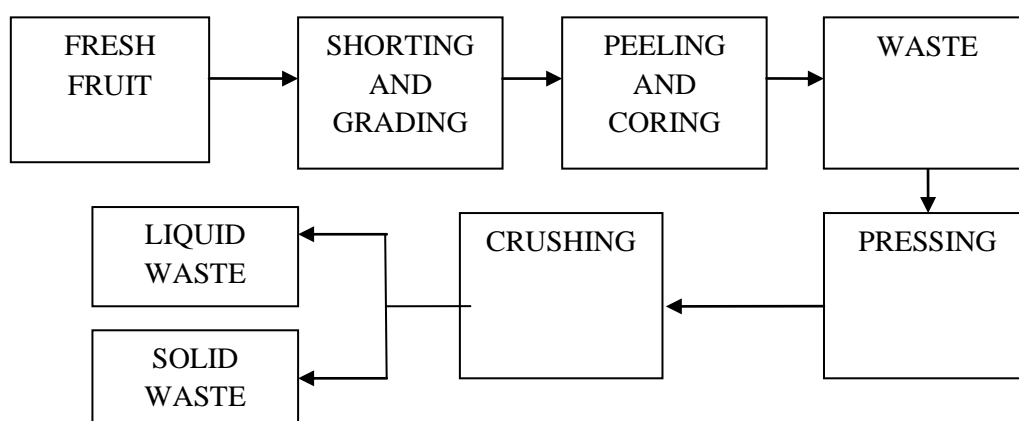 FRESH
FRUIT
SHORTING
AND
GRADING
PEELING
AND
CORING
WASTE
PRESSING
CRUSHING
LIQUID
WASTE
SOLID
WASTE